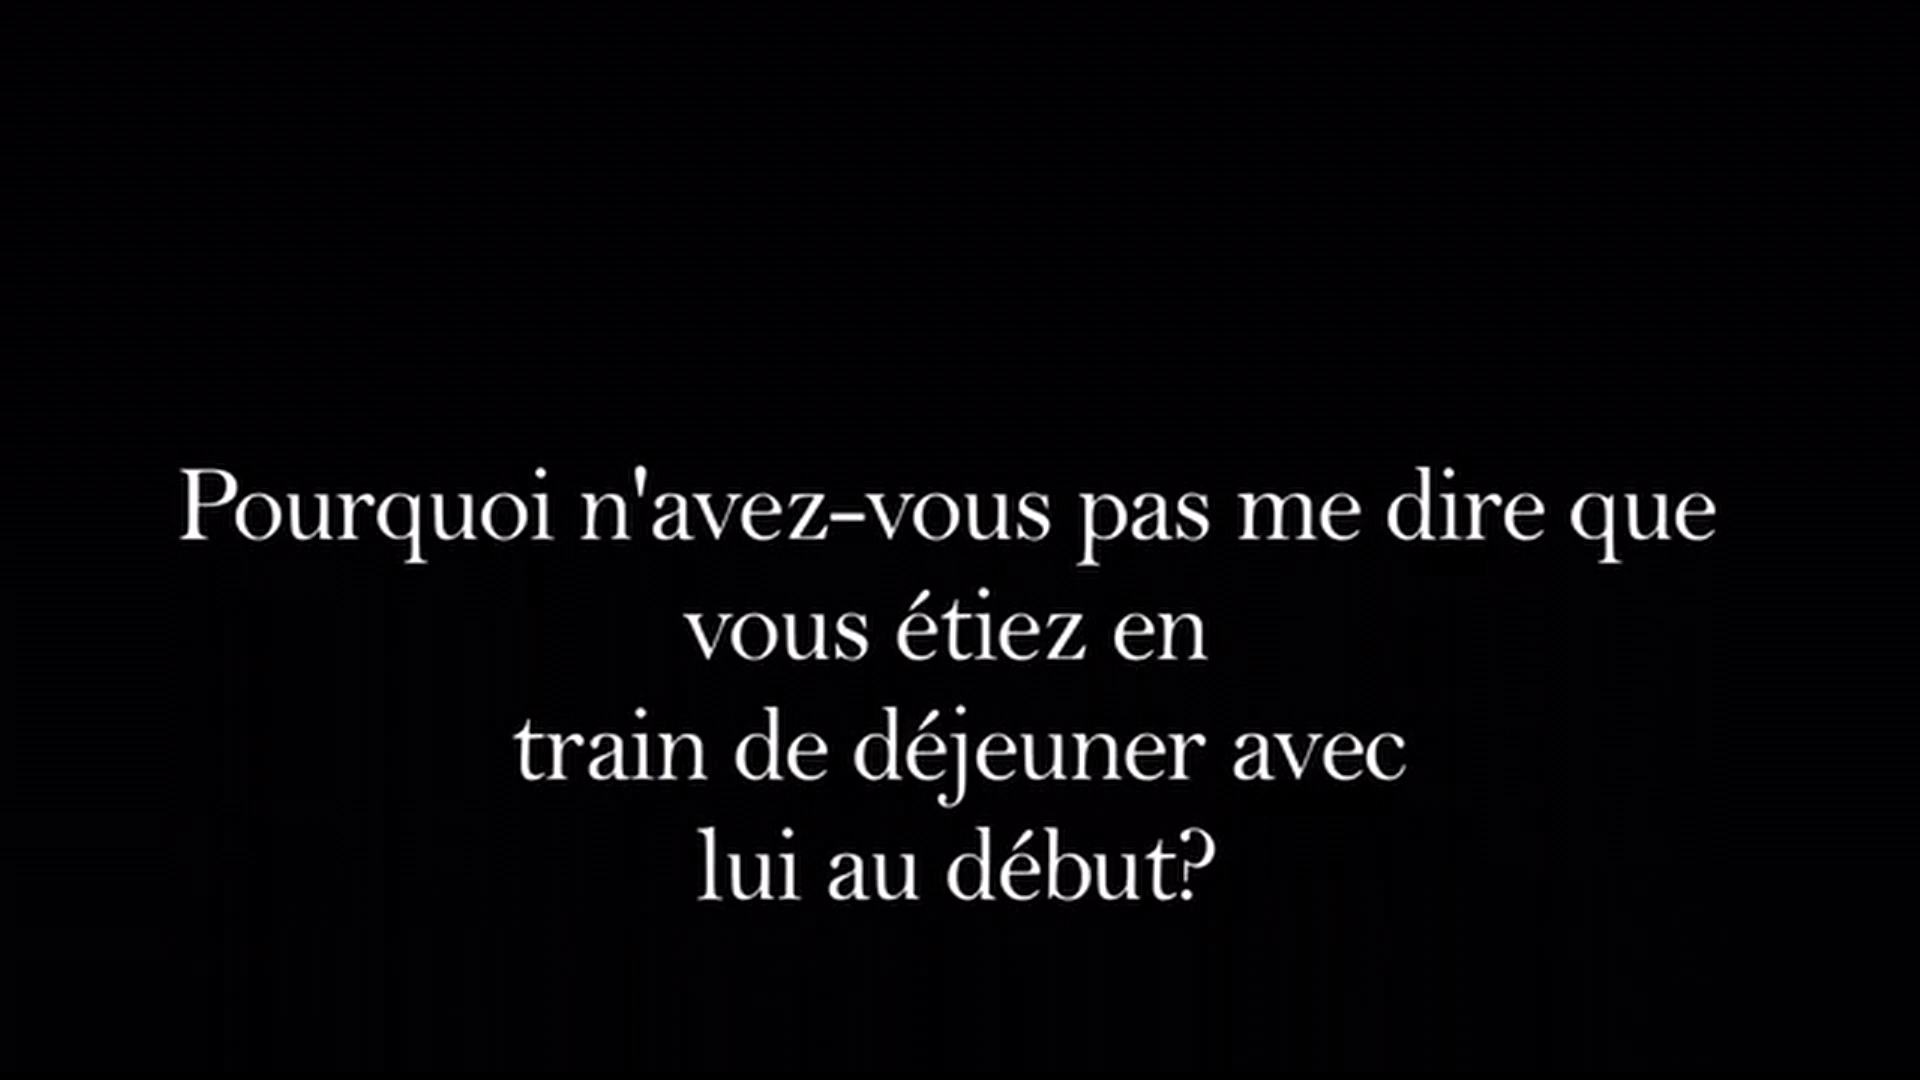 Pourquoi n'avez-vous pas me dire que
vous étiez en
train de déjeuner avec
lui au début?